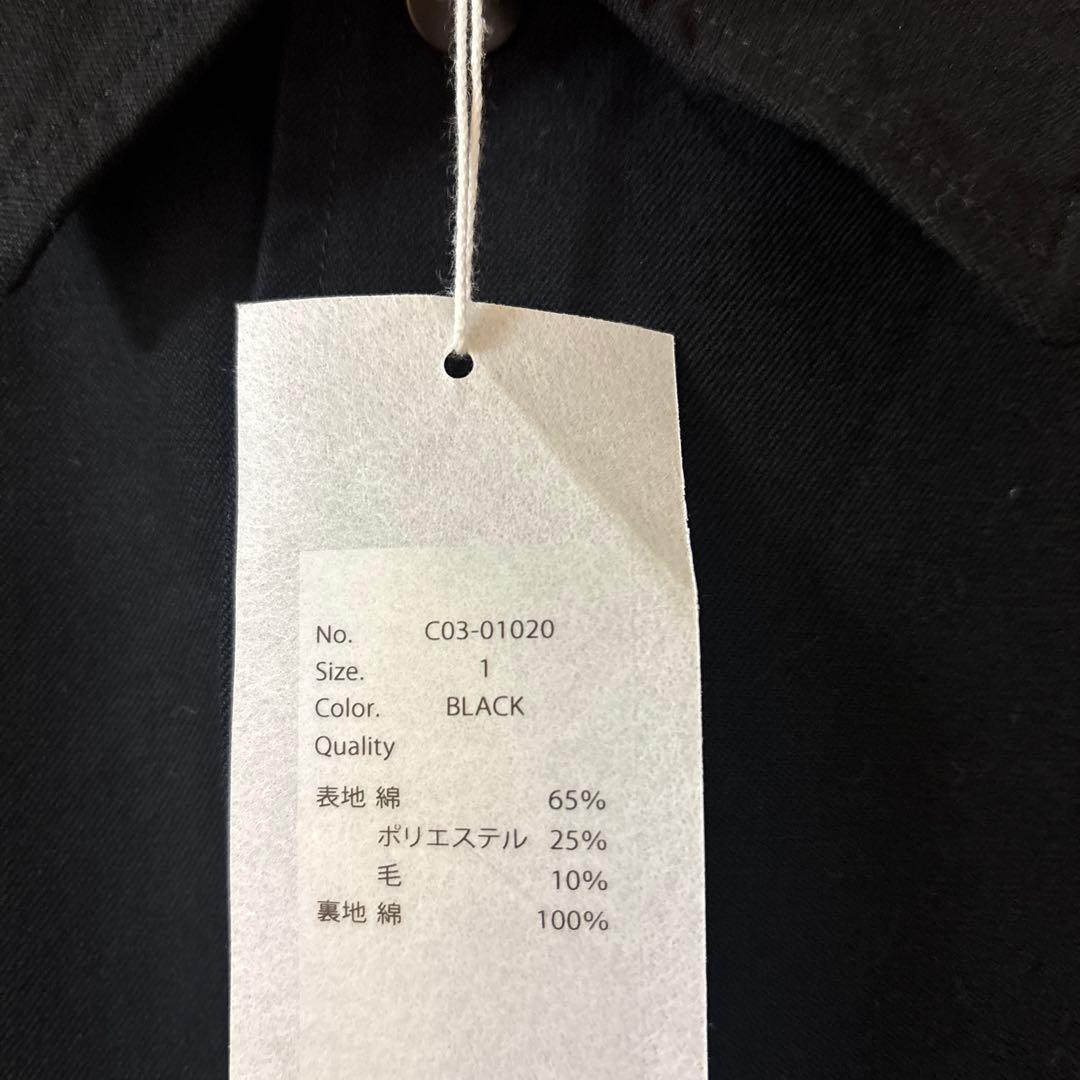 No. C03-01020
Size. 1
Color. BLACK
Quality
表地 綿 65%
ポリエステル 25%
毛 10%
裏地 綿 100%